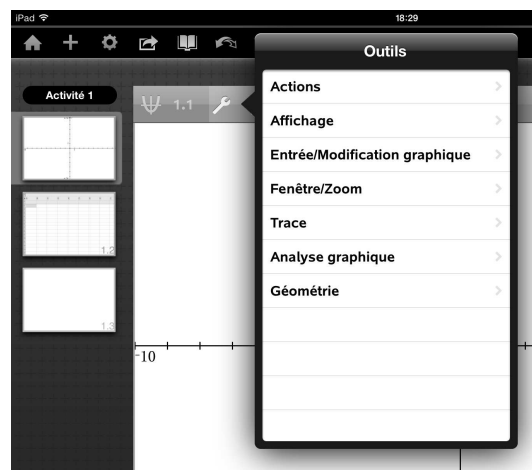 iPad 18:29
Outils
Activité 1
1.1
Actions
Affichage
Entrée/Modification graphique
Fenêtre/Zoom
Trace
Analyse graphique
Géométrie
1.2
1.3
-10